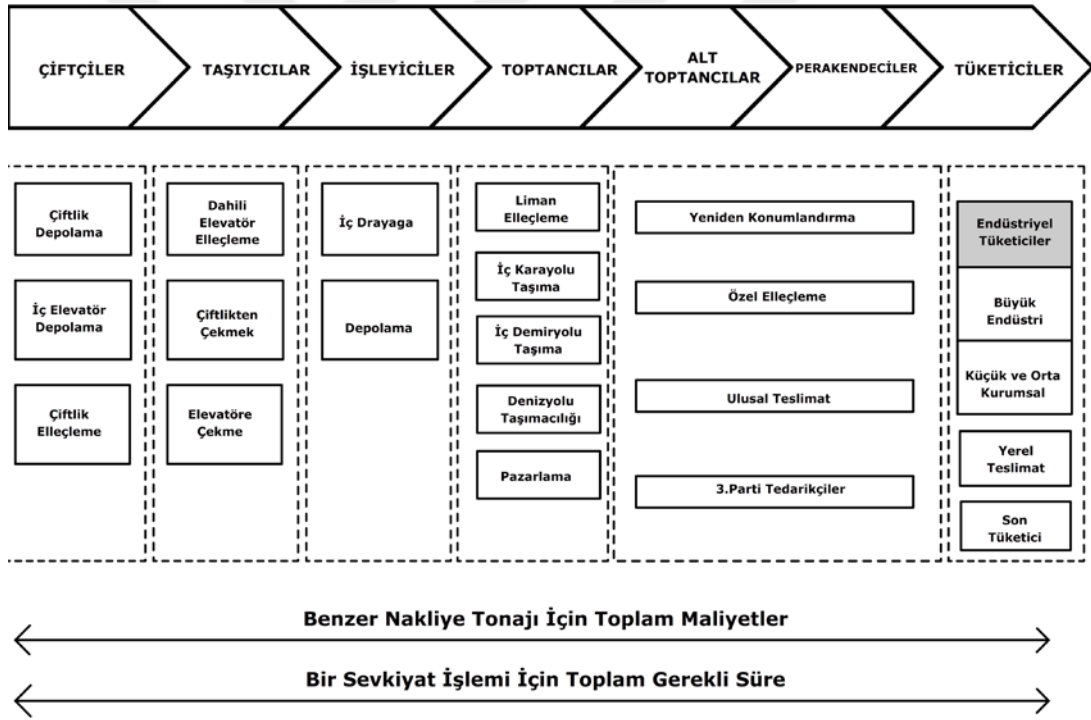 ÇİFTÇİLER
TAŞIYICILAR
İŞLEYİCİLER
TOPTANCILAR
ALT
TOPTANCILAR
PERAKENDECİLER
TÜKETİCİLER
Çiftlik
Depolama
İç Elevatör
Depolama
Çiftlik
Elleçleme
Dahili
Elevatör
Elleçleme
Çiftlikten
Çekmek
Elevatöre
Çekme
İç Drayaga
Depolama
Liman
Elleçleme
İç Karayolu
Taşıma
İç Demiryolu
Taşıma
Denizyolu
Taşımacılığı
Pazarlama
Yeniden Konumlandırma
Özel Elleçleme
Ulusal Teslimat
3.Parti Tedarikçiler
Endüstriyel
Tüketiciler
Büyük
Endüstri
Küçük ve Orta
Kurumsal
Yerel
Teslimat
Son
Tüketici
Benzer Nakliye Tonajı İçin Toplam Maliyetler
Bir Sevkiyat İşlemi İçin Toplam Gerekli Süre